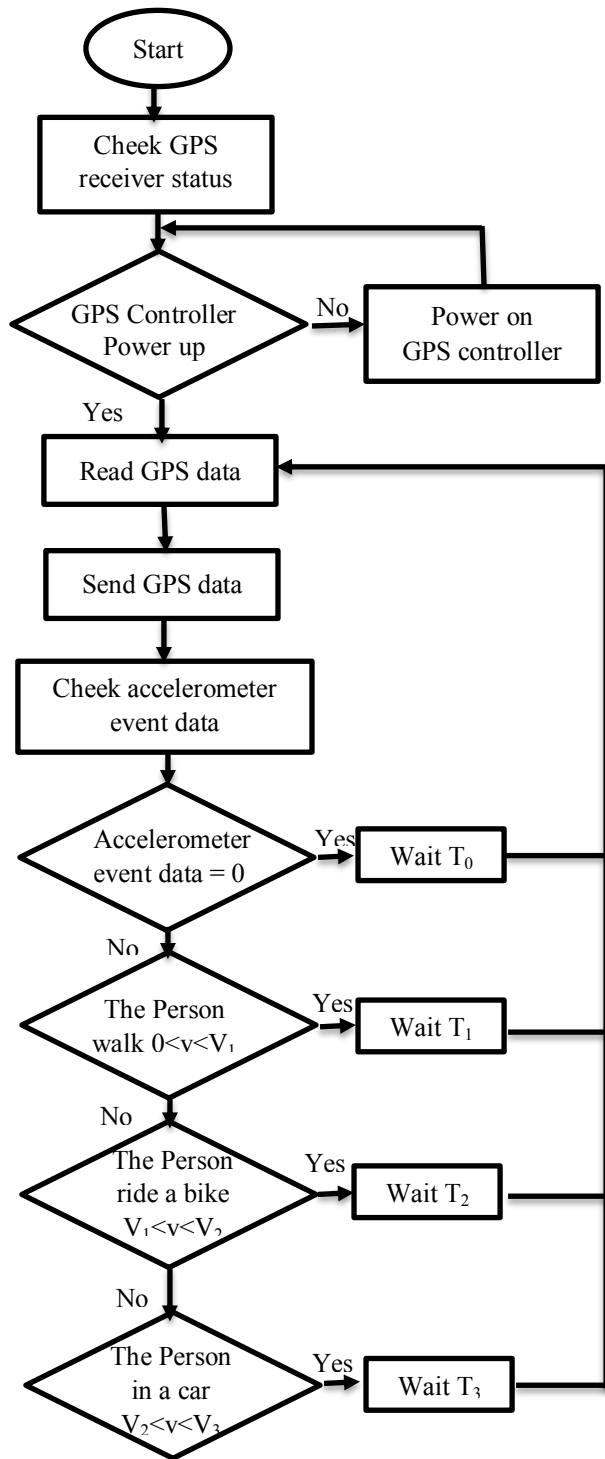 Start
Cheek GPS
receiver status
GPS Controller
Power up
No
Power on
GPS controller
Yes
Read GPS data
Send GPS data
Cheek accelerometer
event data
Accelerometer
event data = 0
Yes
Wait T₀
No
The Person
walk 0<v<V₁
Yes
Wait T₁
No
The Person
ride a bike
V₁<v<V₂
Yes
Wait T₂
No
The Person
in a car
V₂<v<V₃
Yes
Wait T₃